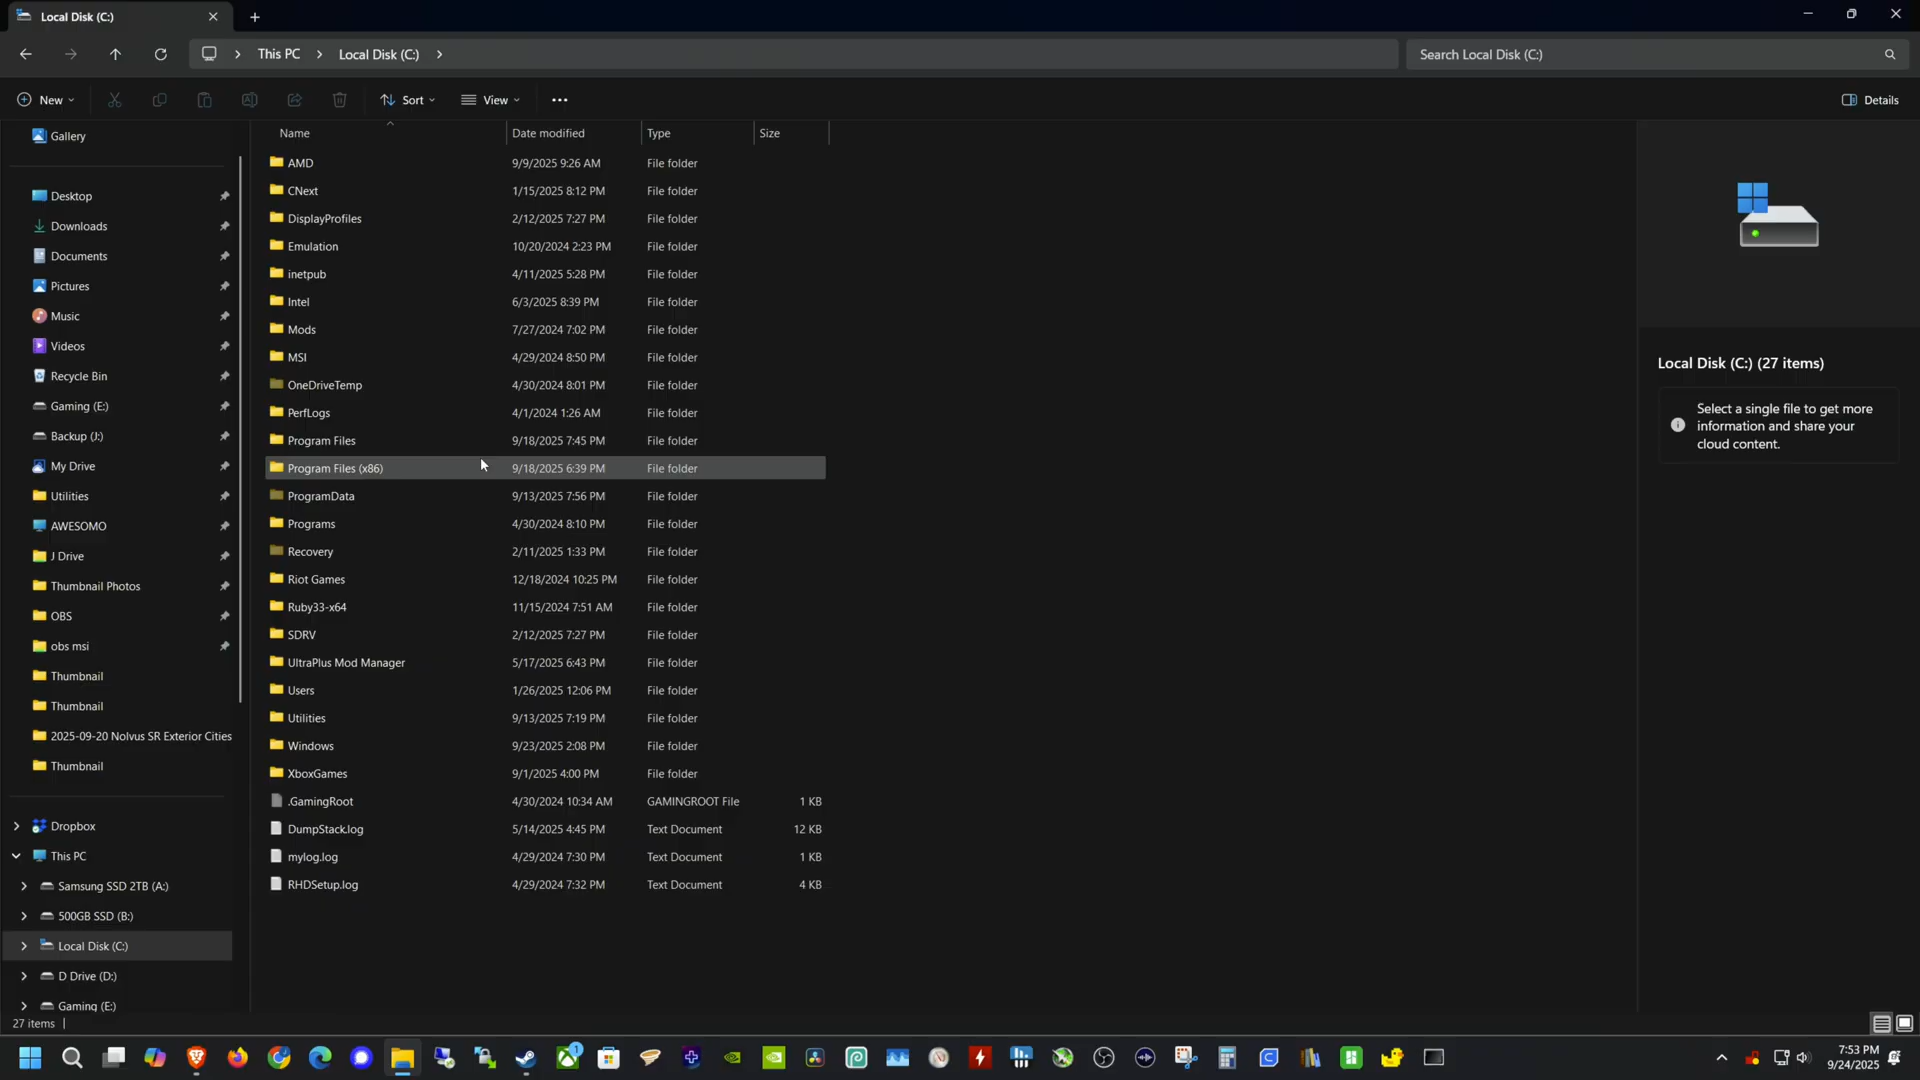 Local Disk (C:)
This PC
Local Disk (C:)
Search Local Disk (C:)
New
Sort
View
Details
Gallery
Desktop
Downloads
Documents
Pictures
Music
Videos
Recycle Bin
Gaming (E:)
Backup (J:)
My Drive
Utilities
AWESOMO
J Drive
Thumbnail Photos
OBS
obs msi
Thumbnail
Thumbnail
2025-09-20 Nolvus SR Exterior Cities
Thumbnail
Dropbox
This PC
Samsung SSD 2TB (A:)
500GB SSD (B:)
Local Disk (C:)
D Drive (D:)
Gaming (E:)
Name Date modified Type Size
AMD 9/9/2025 9:26 AM File folder
CNext 1/15/2025 8:12 PM File folder
DisplayProfiles 2/12/2025 7:27 PM File folder
Emulation 10/20/2024 2:23 PM File folder
inetpub 4/11/2025 5:28 PM File folder
Intel 6/3/2025 8:39 PM File folder
Mods 7/27/2024 7:02 PM File folder
MSI 4/29/2024 8:50 PM File folder
OneDriveTemp 4/30/2024 8:01 PM File folder
PerfLogs 4/1/2024 1:26 AM File folder
Program Files 9/18/2025 7:45 PM File folder
Program Files (x86) 9/18/2025 6:39 PM File folder
ProgramData 9/13/2025 7:56 PM File folder
Programs 4/30/2024 8:10 PM File folder
Recovery 2/11/2025 1:33 PM File folder
Riot Games 12/18/2024 10:25 PM File folder
Ruby33-x64 11/15/2024 7:51 AM File folder
SDRV 2/12/2025 7:27 PM File folder
UltraPlus Mod Manager 5/17/2025 6:43 PM File folder
Users 1/26/2025 12:06 PM File folder
Utilities 9/13/2025 7:19 PM File folder
Windows 9/23/2025 2:08 PM File folder
XboxGames 9/1/2025 4:00 PM File folder
.GamingRoot 4/30/2024 10:34 AM GAMINGROOT File 1 KB
DumpStack.log 5/14/2025 4:45 PM Text Document 12 KB
mylog.log 4/29/2024 7:30 PM Text Document 1 KB
RHDSetup.log 4/29/2024 7:32 PM Text Document 4 KB
Local Disk (C:) (27 items)
Select a single file to get more
information and share your
cloud content.
27 items
1
7:53 PM
9/24/2025